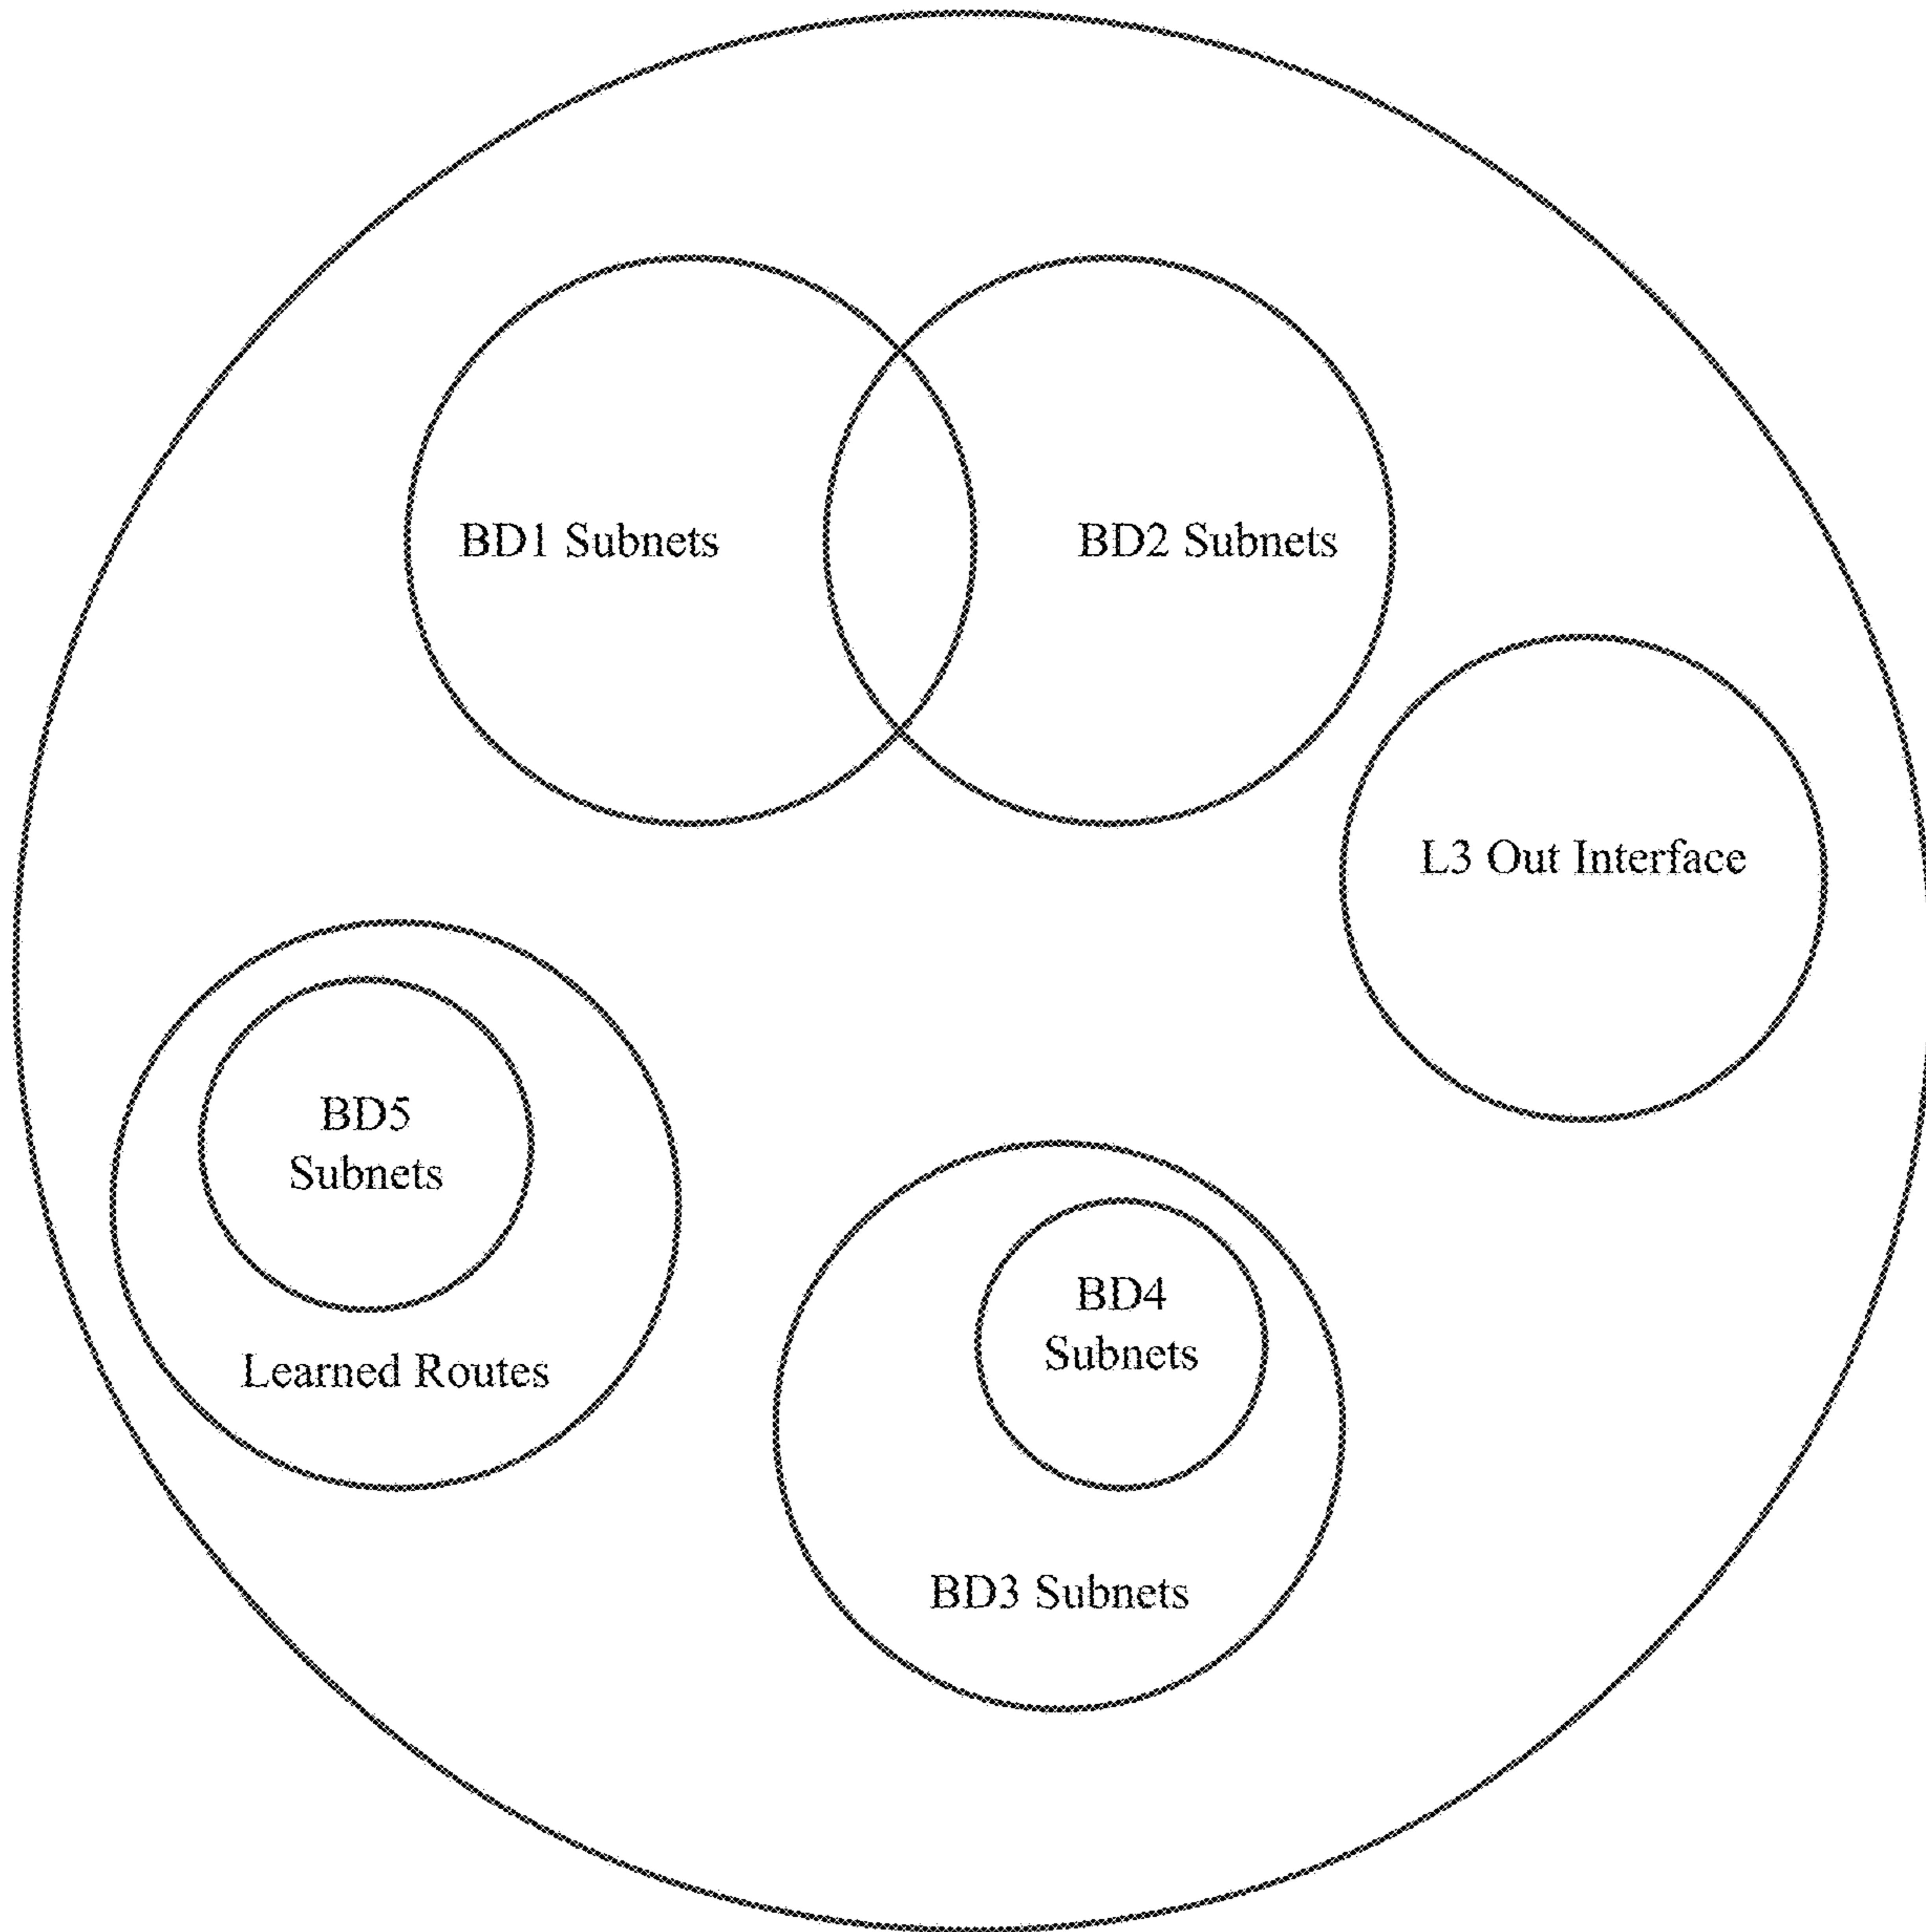 BD1 Subnets
BD2 Subnets
L3 Out Interface
BD5
Subnets
Learned Routes
BD4
Subnets
BD3 Subnets